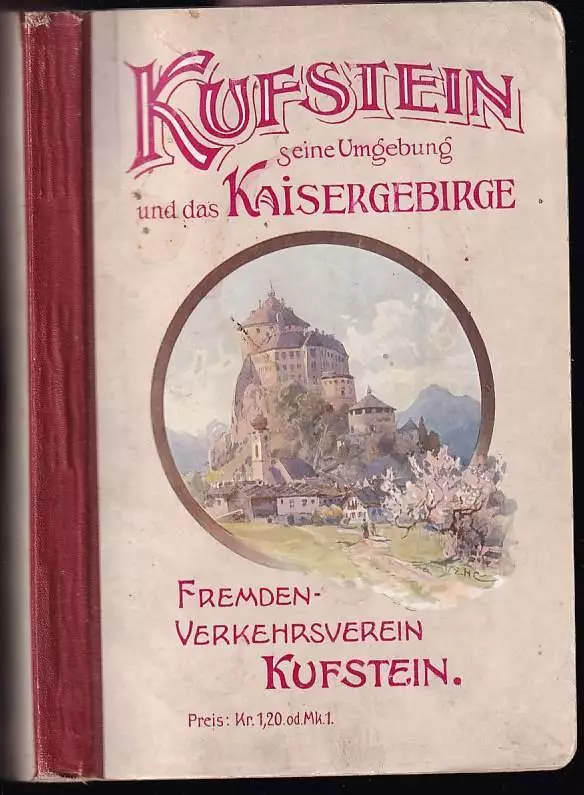 KUFSTEIN
seine Umgebung
und das KAISERGEBIRGE
FREMDEN-
VERKEHRSVEREIN
KUFSTEIN.
Preis: Kr. 1,20. od. Mk. 1.